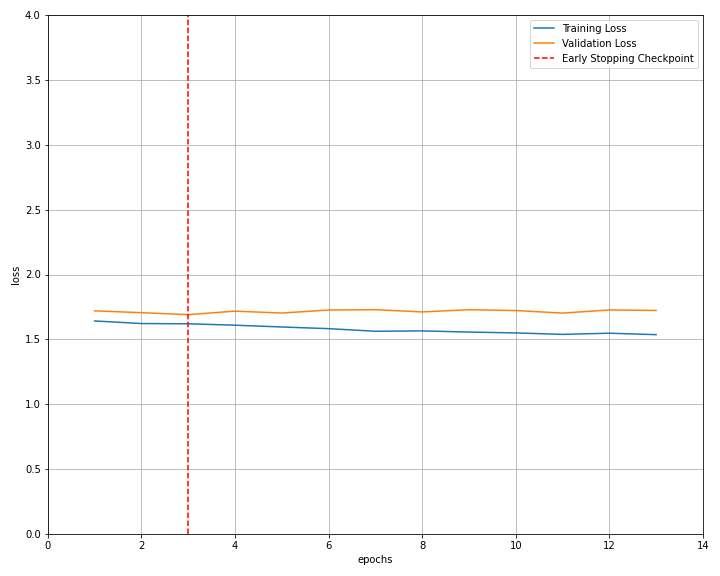 Training Loss
Validation Loss
Early Stopping Checkpoint
4.0
3.5
3.0
2.5
2.0
1.5
1.0
0.5
0.0
loss
0 2 4 6 8 10 12 14
epochs